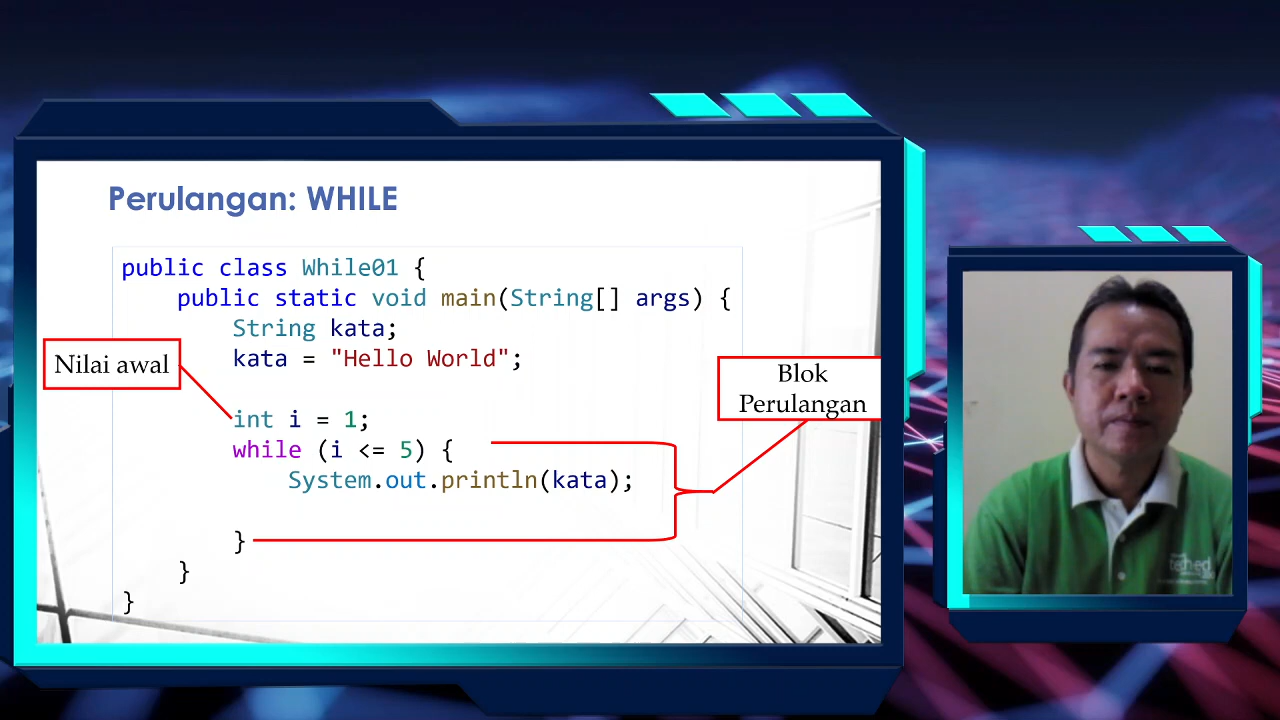 Perulangan: WHILE
public class While01 {
public static void main(String[] args) {
String kata;
kata = "Hello World";
Nilai awal
int i = 1;
while (i <= 5) {
System.out.println(kata);
}
}
}
Blok
Perulangan
teched